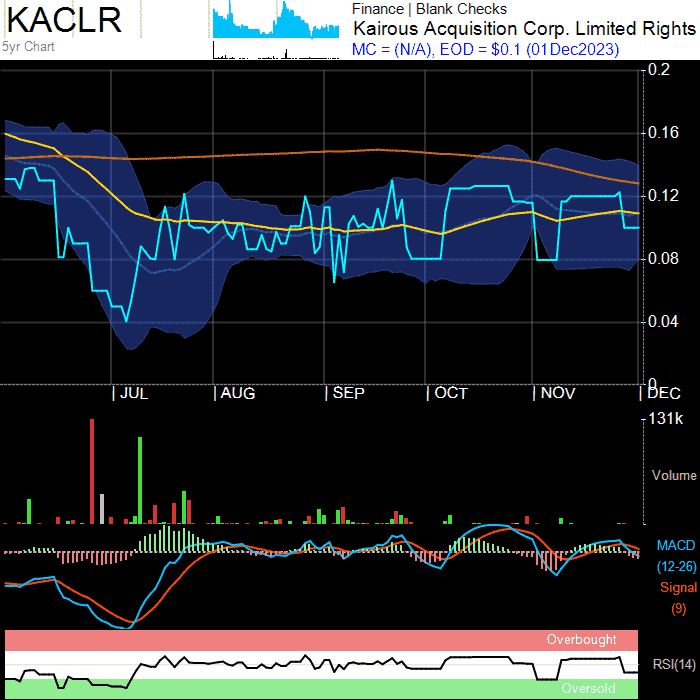 KACLR
5yr Chart
Finance | Blank Checks
Kairous Acquisition Corp. Limited Rights
MC = (N/A), EOD = $0.1 (01Dec2023)
0.2
0.16
0.12
0.08
0.04
0
JUL AUG SEP OCT NOV DEC
131k
Volume
MACD
(12-26)
Signal
(9)
Overbought
RSI(14)
Oversold